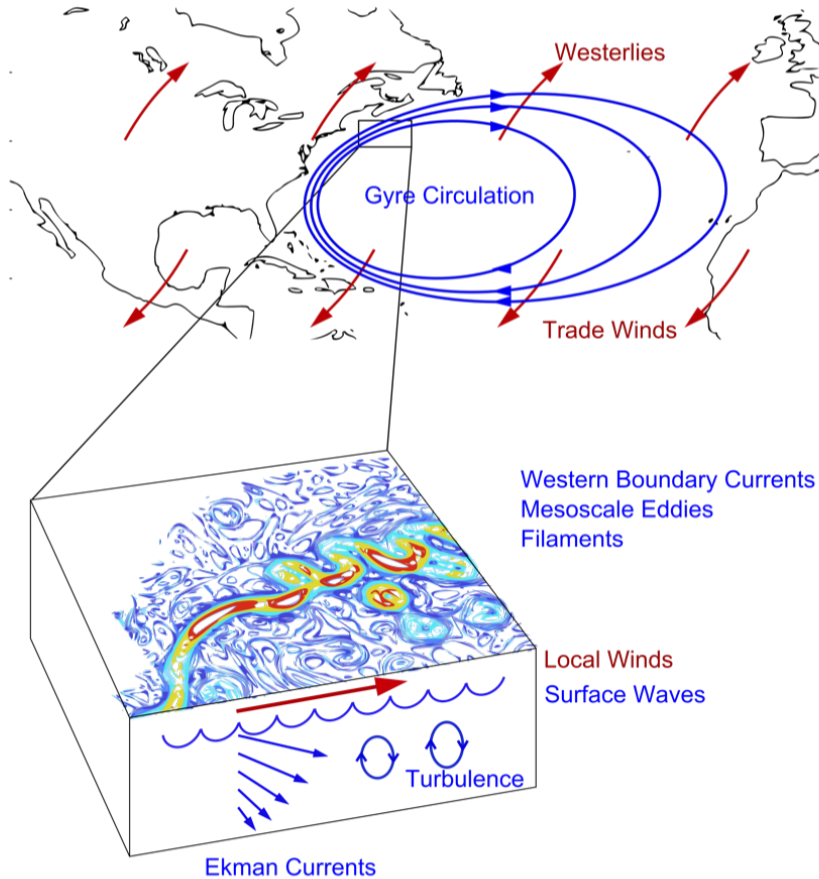 Westerlies
Gyre Circulation
Trade Winds
Western Boundary Currents
Mesoscale Eddies
Filaments
Local Winds
Surface Waves
Turbulence
Ekman Currents